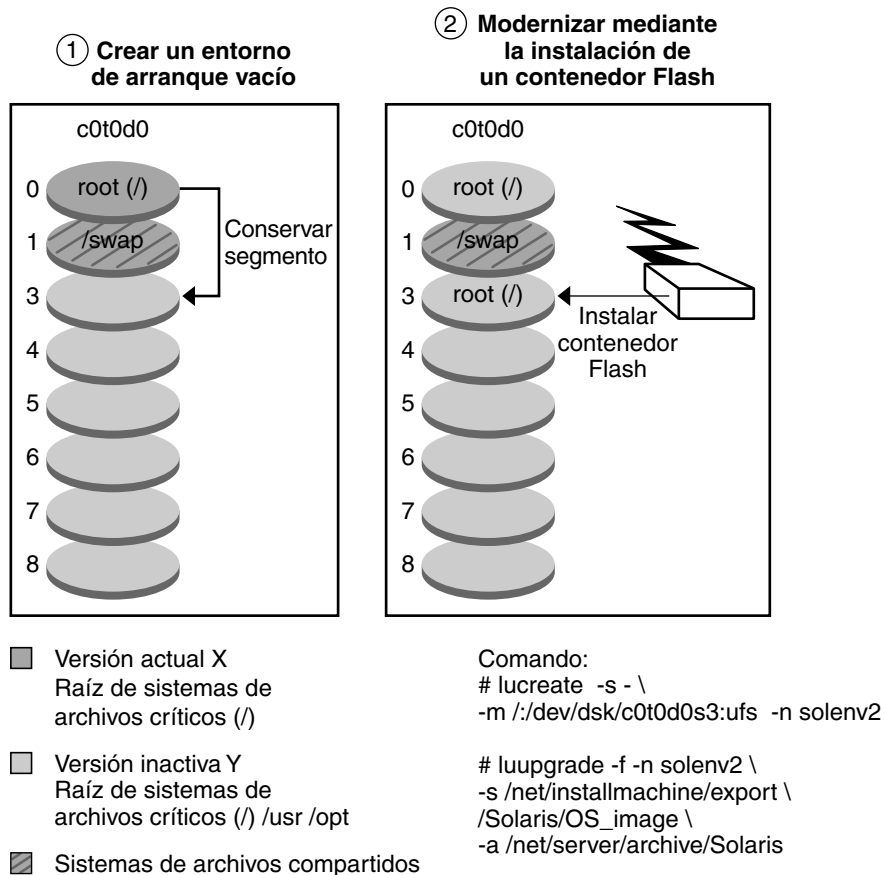 1 Crear un entorno
de arranque vacío
c0t0d0
0 root (/)
1 /swap
3
4
5
6
7
8
Conservar
segmento
2 Modernizar mediante
la instalación de
un contenedor Flash
c0t0d0
0 root (/)
1 /swap
3 root (/)
4
5
6
7
8
Instalar
contenedor
Flash
Versión actual X
Raíz de sistemas de
archivos críticos (/)
Versión inactiva Y
Raíz de sistemas de
archivos críticos (/) /usr /opt
Sistemas de archivos compartidos
Comando:
# lucreate -s - \
-m /:/dev/dsk/c0t0d0s3:ufs -n solenv2
# luupgrade -f -n solenv2 \
-s /net/installmachine/export \
/Solaris/OS_image \
-a /net/server/archive/Solaris